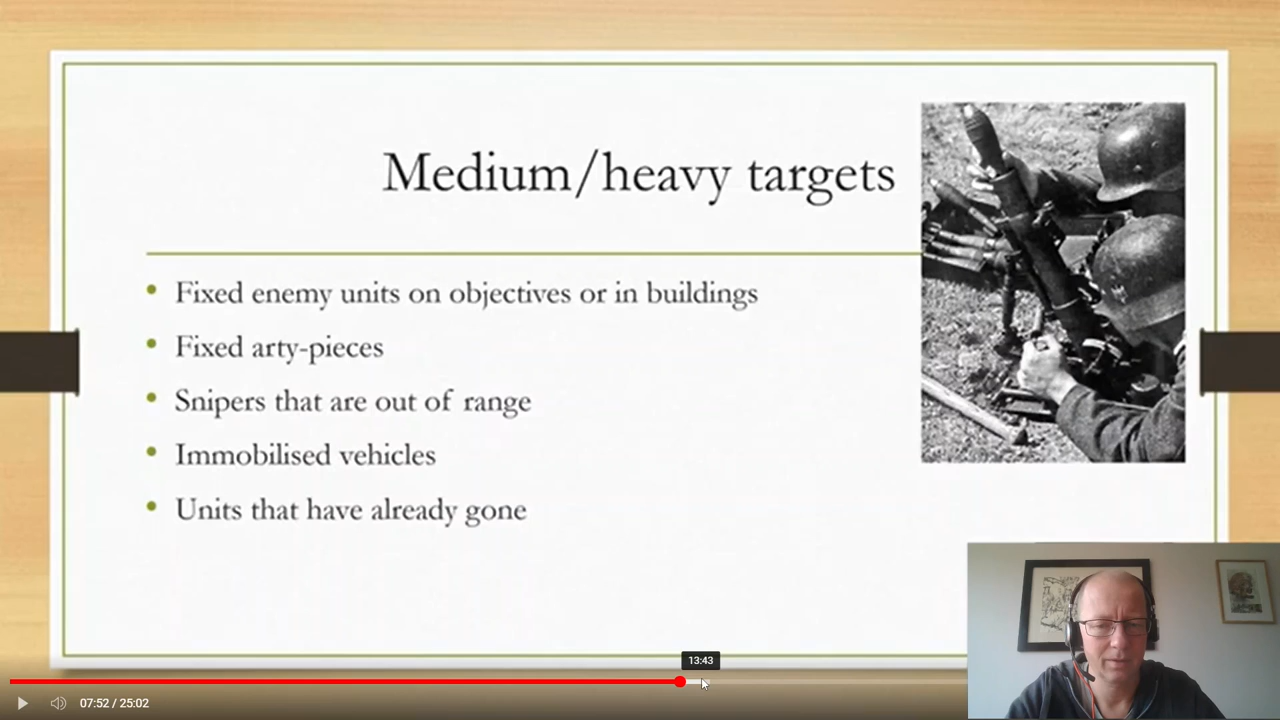 Medium/heavy targets
Fixed enemy units on objectives or in buildings
Fixed arty-pieces
Snipers that are out of range
Immobilised vehicles
Units that have already gone
13:43
07:52 / 25:02